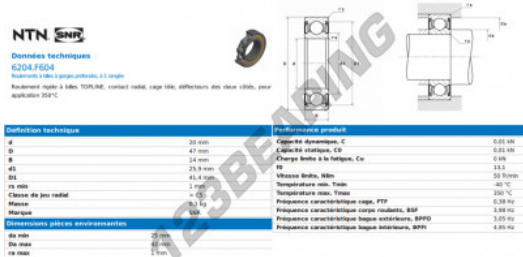 NTN SNR
Données techniques
6204.F604
Roulements à billes à gorges profondes, à 1 rangée
Roulement rigide à billes TOPLINE, contact radial, cage tôle, déflecteurs des deux côtés, pour application 350°C
Définition technique
d 20 mm
D 47 mm
B 14 mm
d1 25,9 mm
D1 41,4 mm
rs min 1 mm
Classe de jeu radial = C5
Masse 0,1 kg
Marque SNR
Dimensions pièces environnantes
da min 25 mm
Da max 42 mm
ra max 1 mm
Performance produit
Capacité dynamique, C 0,01 kN
Capacité statique, C0 0,01 kN
Charge limite à la fatigue, Cu 0 kN
f0 13,1
Vitesse limite, Nlim 50 Tr/min
Température min. Tmin -40 °C
Température max. Tmax 350 °C
Fréquence caractéristique cage, FTF 0,38 Hz
Fréquence caractéristique corps roulants, BSF 3,98 Hz
Fréquence caractéristique bague extérieure, BPFO 3,05 Hz
Fréquence caractéristique bague intérieure, BPFI 4,95 Hz
123BEARING